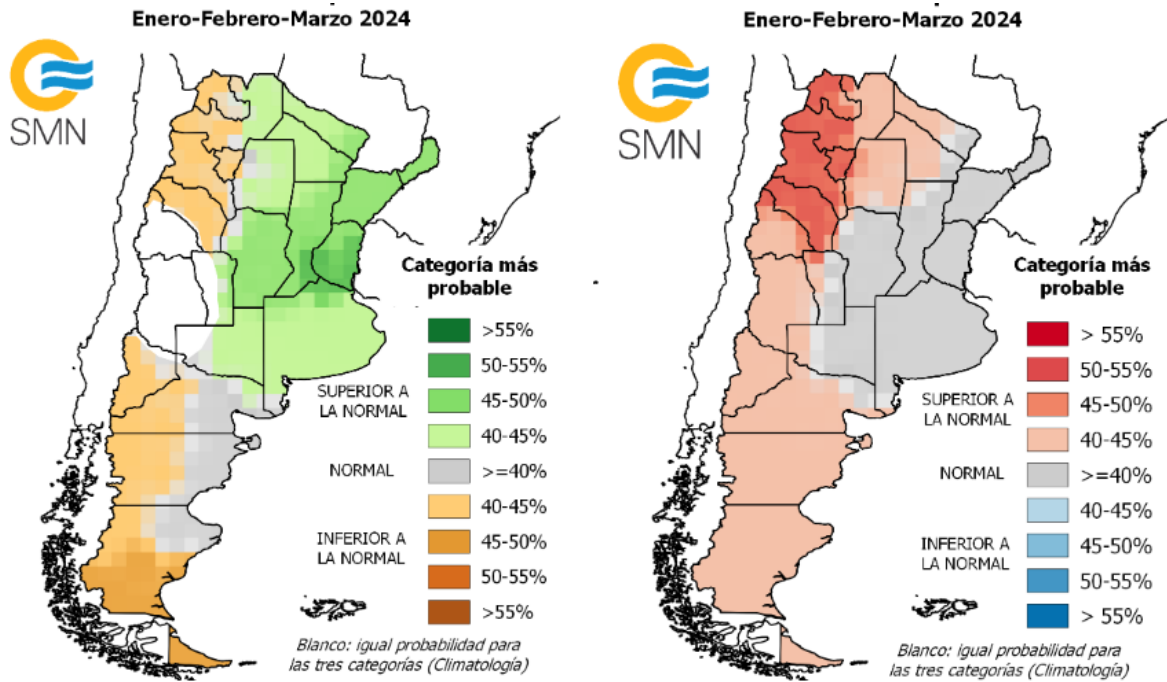 Enero-Febrero-Marzo 2024
SMN
Categoría más
probable
>55%
50-55%
SUPERIOR A
LA NORMAL
45-50%
40-45%
NORMAL
>=40%
40-45%
INFERIOR A
LA NORMAL
45-50%
50-55%
>55%
Blanco: igual probabilidad para
las tres categorías (Climatología)
Enero-Febrero-Marzo 2024
SMN
Categoría más
probable
> 55%
50-55%
SUPERIOR A
LA NORMAL
45-50%
40-45%
NORMAL
>=40%
40-45%
INFERIOR A
LA NORMAL
45-50%
50-55%
> 55%
Blanco: igual probabilidad para
las tres categorías (Climatología)